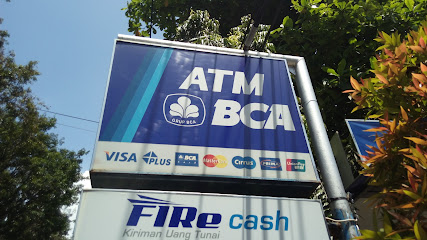 ATM
BCA
GRUP BCA
VISA PLUS BCA Cirrus
FIRe cash
Kiriman Uang Tunai